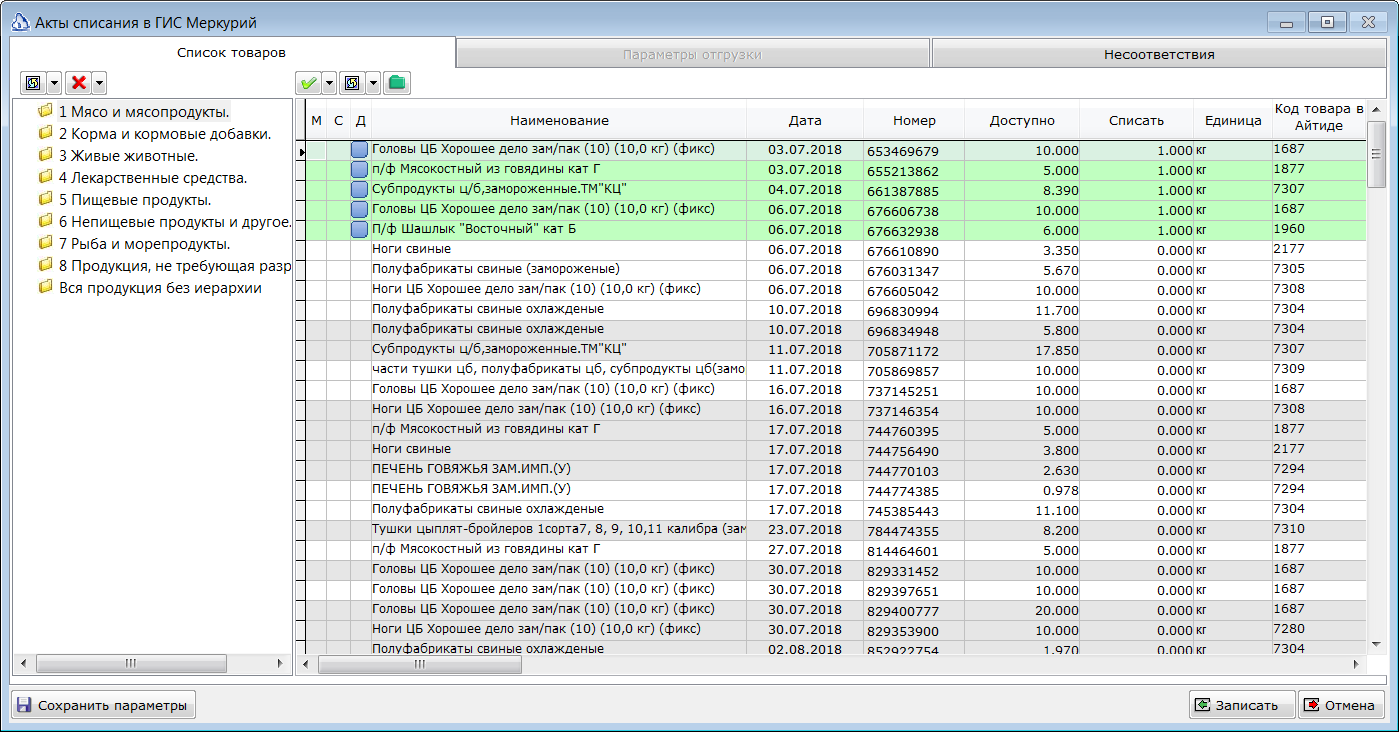 Акты списания в ГИС Меркурий
Список товаров
Параметры отгрузки
Несоответствия
1 Мясо и мясопродукты.
2 Корма и кормовые добавки.
3 Живые животные.
4 Лекарственные средства.
5 Пищевые продукты.
6 Непищевые продукты и другое.
7 Рыба и морепродукты.
8 Продукция, не требующая разр
Вся продукция без иерархии
М С Д Наименование Дата Номер Доступно Списать Единица Код товара в Айтиде
Головы ЦБ Хорошее дело зам/пак (10) (10,0 кг) (фикс) 03.07.2018 653469679 10.000 1.000 кг 1687
п/ф Мясокостный из говядины кат Г 03.07.2018 655213862 5.000 1.000 кг 1877
Субпродукты ц/б,замороженные.ТМ"КЦ" 04.07.2018 661387885 8.390 1.000 кг 7307
Головы ЦБ Хорошее дело зам/пак (10) (10,0 кг) (фикс) 06.07.2018 676606738 10.000 1.000 кг 1687
П/ф Шашлык "Восточный" кат Б 06.07.2018 676632938 6.000 1.000 кг 1960
Ноги свиные 06.07.2018 676610890 3.350 0.000 кг 2177
Полуфабрикаты свиные (замороженые) 06.07.2018 676031347 5.670 0.000 кг 7305
Ноги ЦБ Хорошее дело зам/пак (10) (10,0 кг) (фикс) 06.07.2018 676605042 10.000 0.000 кг 7308
Полуфабрикаты свиные охлажденые 10.07.2018 696830994 11.700 0.000 кг 7304
Полуфабрикаты свиные охлажденые 10.07.2018 696834948 5.800 0.000 кг 7304
Субпродукты ц/б,замороженные.ТМ"КЦ" 11.07.2018 705871172 17.850 0.000 кг 7307
части тушки цб, полуфабрикаты цб, субпродукты цб(замо 11.07.2018 705869857 10.000 0.000 кг 7309
Головы ЦБ Хорошее дело зам/пак (10) (10,0 кг) (фикс) 16.07.2018 737145251 10.000 0.000 кг 1687
Ноги ЦБ Хорошее дело зам/пак (10) (10,0 кг) (фикс) 16.07.2018 737146354 10.000 0.000 кг 7308
п/ф Мясокостный из говядины кат Г 17.07.2018 744760395 5.000 0.000 кг 1877
Ноги свиные 17.07.2018 744756490 3.800 0.000 кг 2177
ПЕЧЕНЬ ГОВЯЖЬЯ ЗАМ.ИМП.(У) 17.07.2018 744770103 2.630 0.000 кг 7294
ПЕЧЕНЬ ГОВЯЖЬЯ ЗАМ.ИМП.(У) 17.07.2018 744774385 0.978 0.000 кг 7294
Полуфабрикаты свиные охлажденые 17.07.2018 745385443 11.100 0.000 кг 7304
Тушки цыплят-бройлеров 1сорта7, 8, 9, 10,11 калибра (зам 23.07.2018 784474355 8.200 0.000 кг 7310
п/ф Мясокостный из говядины кат Г 27.07.2018 814464601 5.000 0.000 кг 1877
Головы ЦБ Хорошее дело зам/пак (10) (10,0 кг) (фикс) 30.07.2018 829331452 10.000 0.000 кг 1687
Головы ЦБ Хорошее дело зам/пак (10) (10,0 кг) (фикс) 30.07.2018 829397651 10.000 0.000 кг 1687
Головы ЦБ Хорошее дело зам/пак (10) (10,0 кг) (фикс) 30.07.2018 829400777 20.000 0.000 кг 1687
Ноги ЦБ Хорошее дело зам/пак (10) (10,0 кг) (фикс) 30.07.2018 829353900 10.000 0.000 кг 7280
Полуфабрикаты свиные охлажденые 02.08.2018 852922754 1.970 0.000 кг 7304
Сохранить параметры
Записать
Отмена